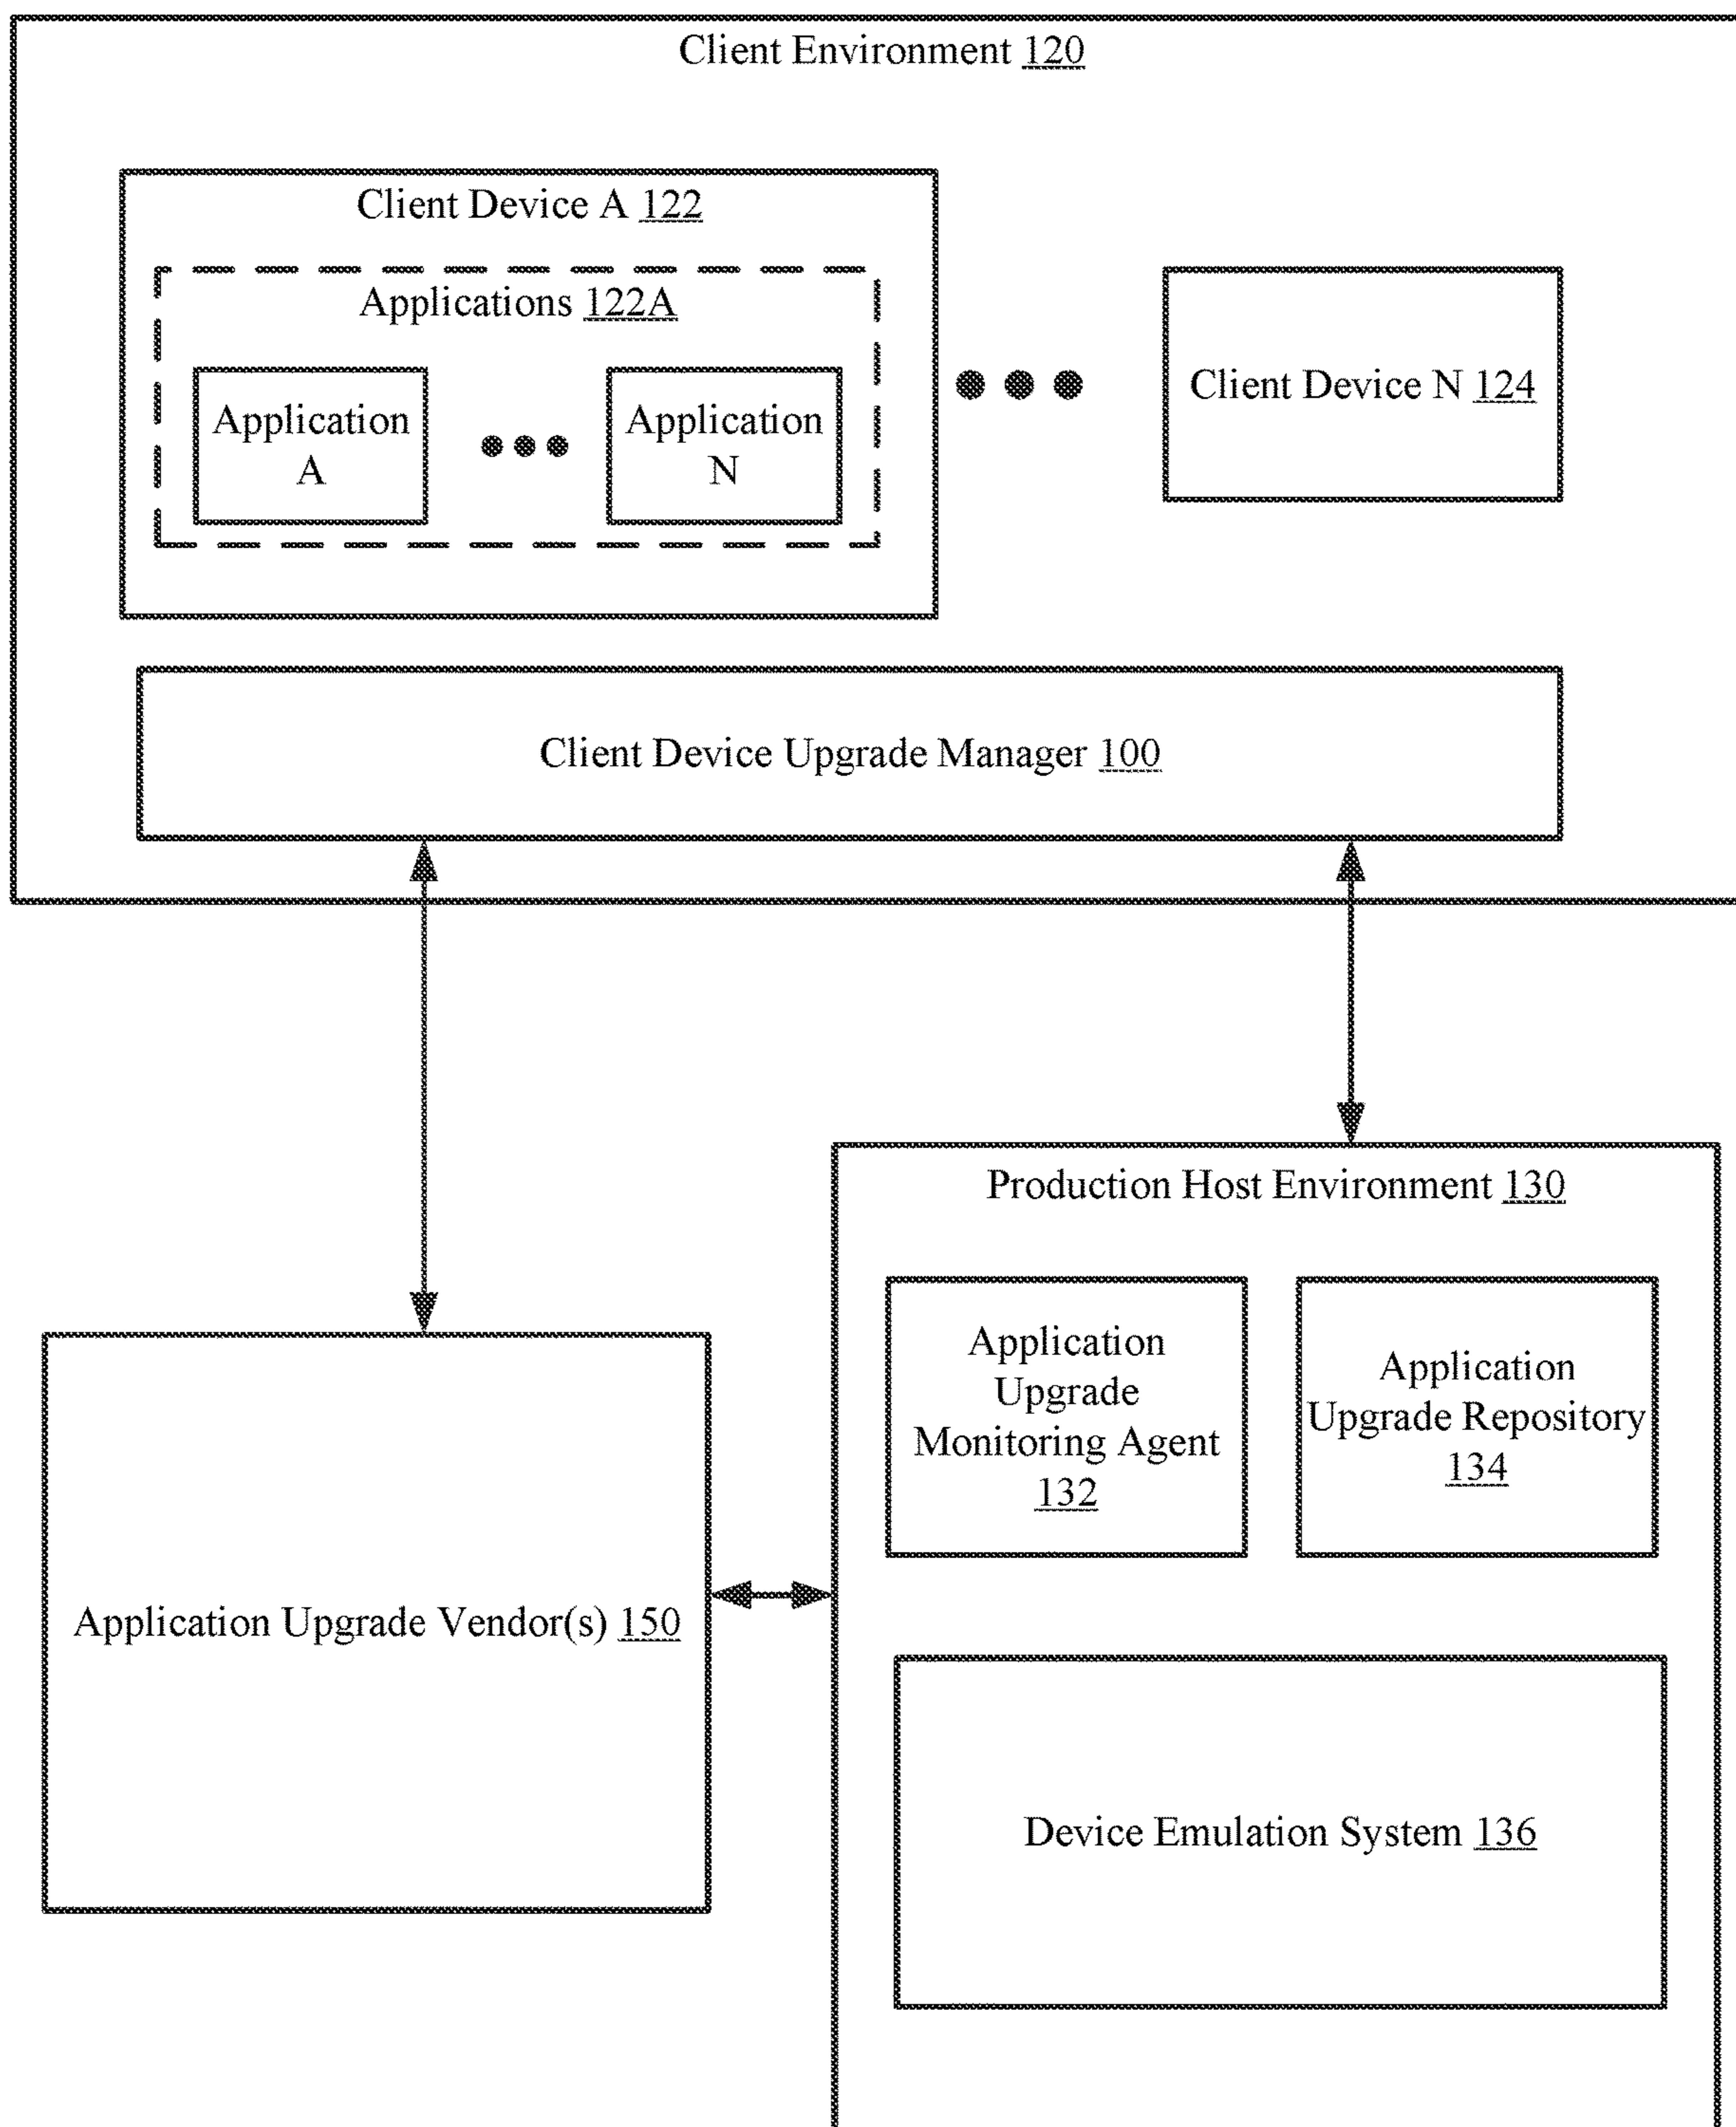 Client Environment 120
Client Device A 122
Applications 122A
Application
A
Application
N
Client Device N 124
Client Device Upgrade Manager 100
Production Host Environment 130
Application
Upgrade
Monitoring Agent
132
Application
Upgrade Repository
134
Application Upgrade Vendor(s) 150
Device Emulation System 136